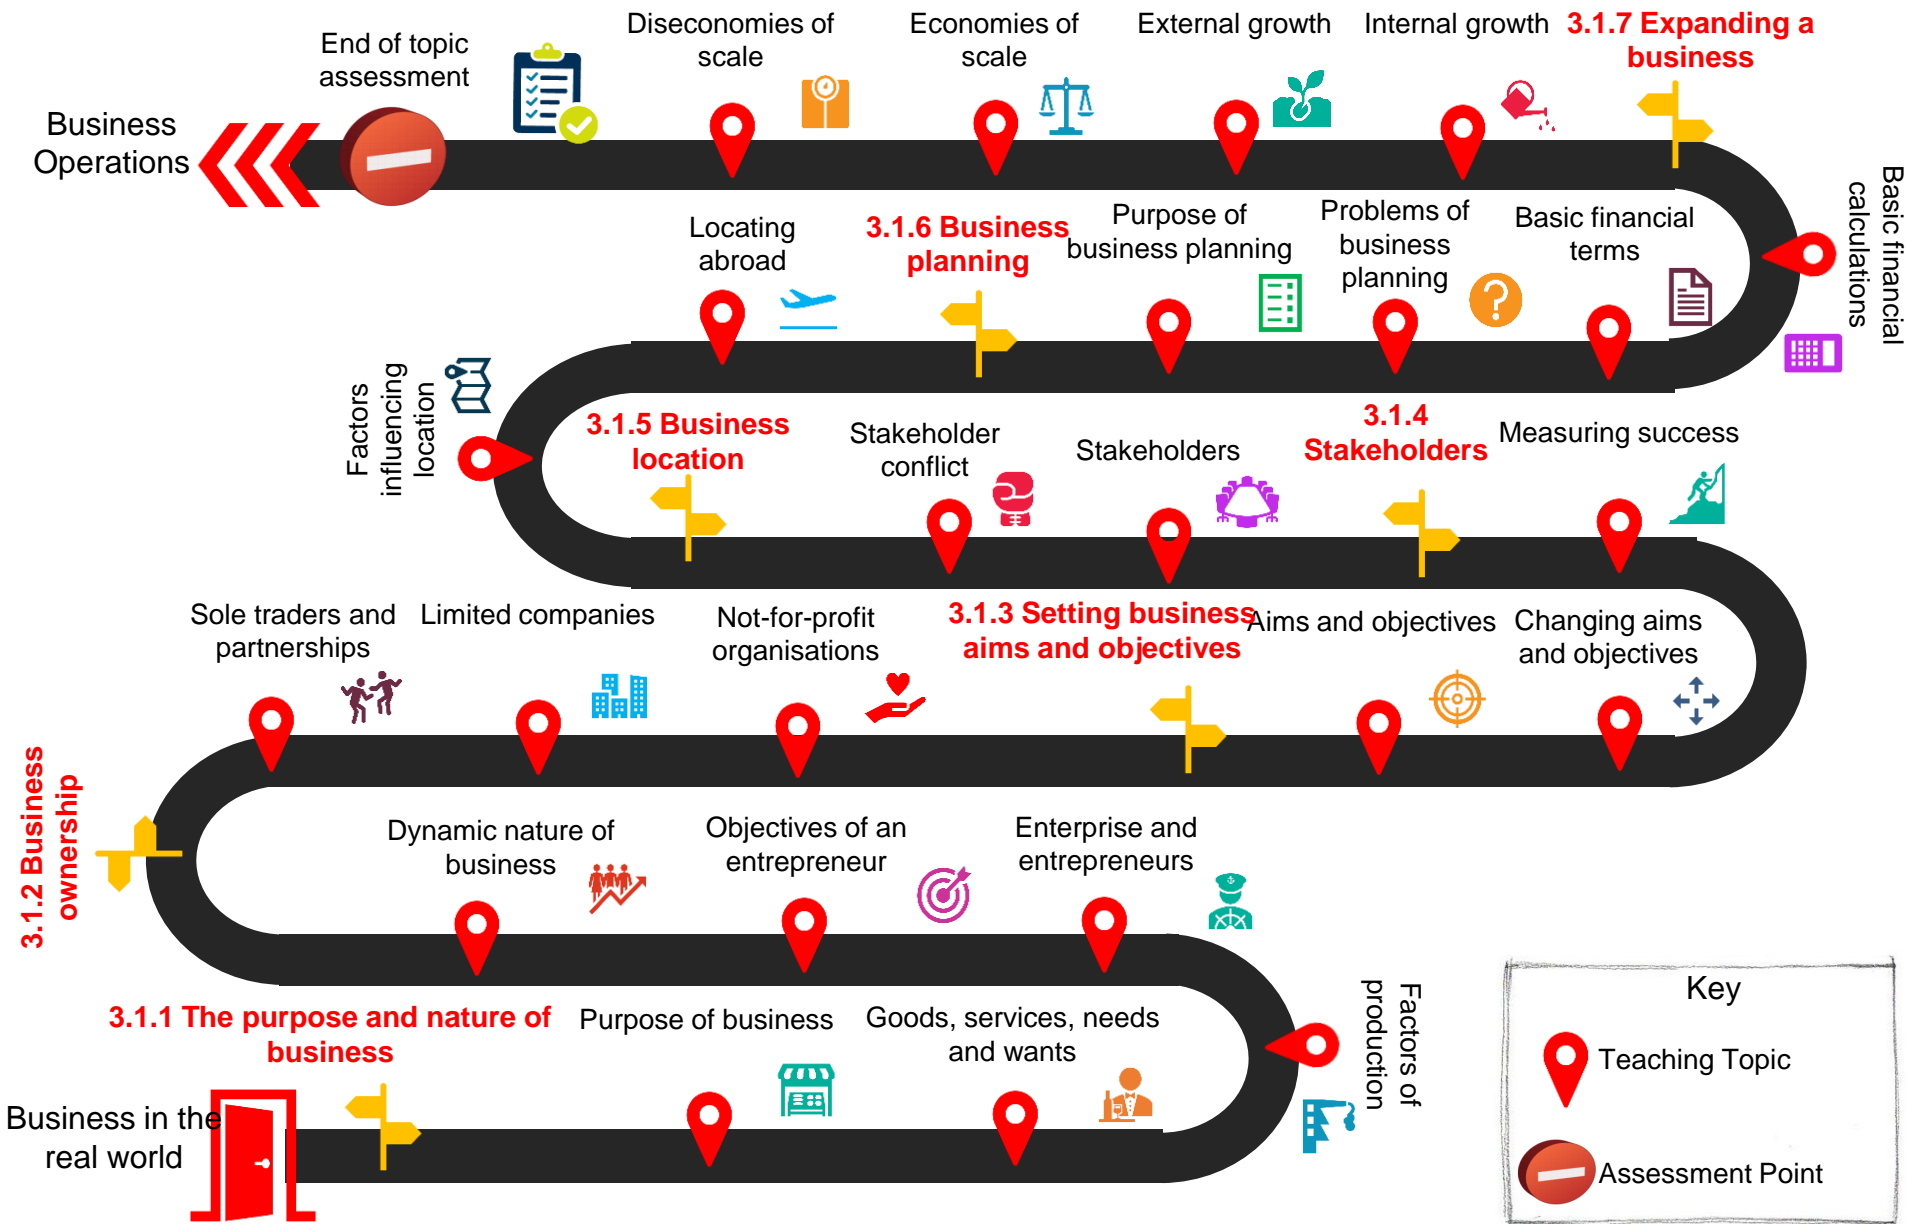 End of topic
assessment
Diseconomies of
scale
Economies of
scale
External growth
Internal growth
3.1.7 Expanding a
business
Business
Operations
Basic financial
calculations
Locating
abroad
3.1.6 Business
planning
Purpose of
business planning
Problems of
business
planning
Basic financial
terms
Factors
influencing
location
3.1.5 Business
location
Stakeholder
conflict
Stakeholders
3.1.4
Stakeholders
Measuring success
Sole traders and
partnerships
Limited companies
Not-for-profit
organisations
3.1.3 Setting business
aims and objectives
Aims and objectives
Changing aims
and objectives
3.1.2 Business
ownership
Dynamic nature of
business
Objectives of an
entrepreneur
Enterprise and
entrepreneurs
Factors of
production
3.1.1 The purpose and nature of
business
Purpose of business
Goods, services, needs
and wants
Business in the
real world
Key
Teaching Topic
Assessment Point